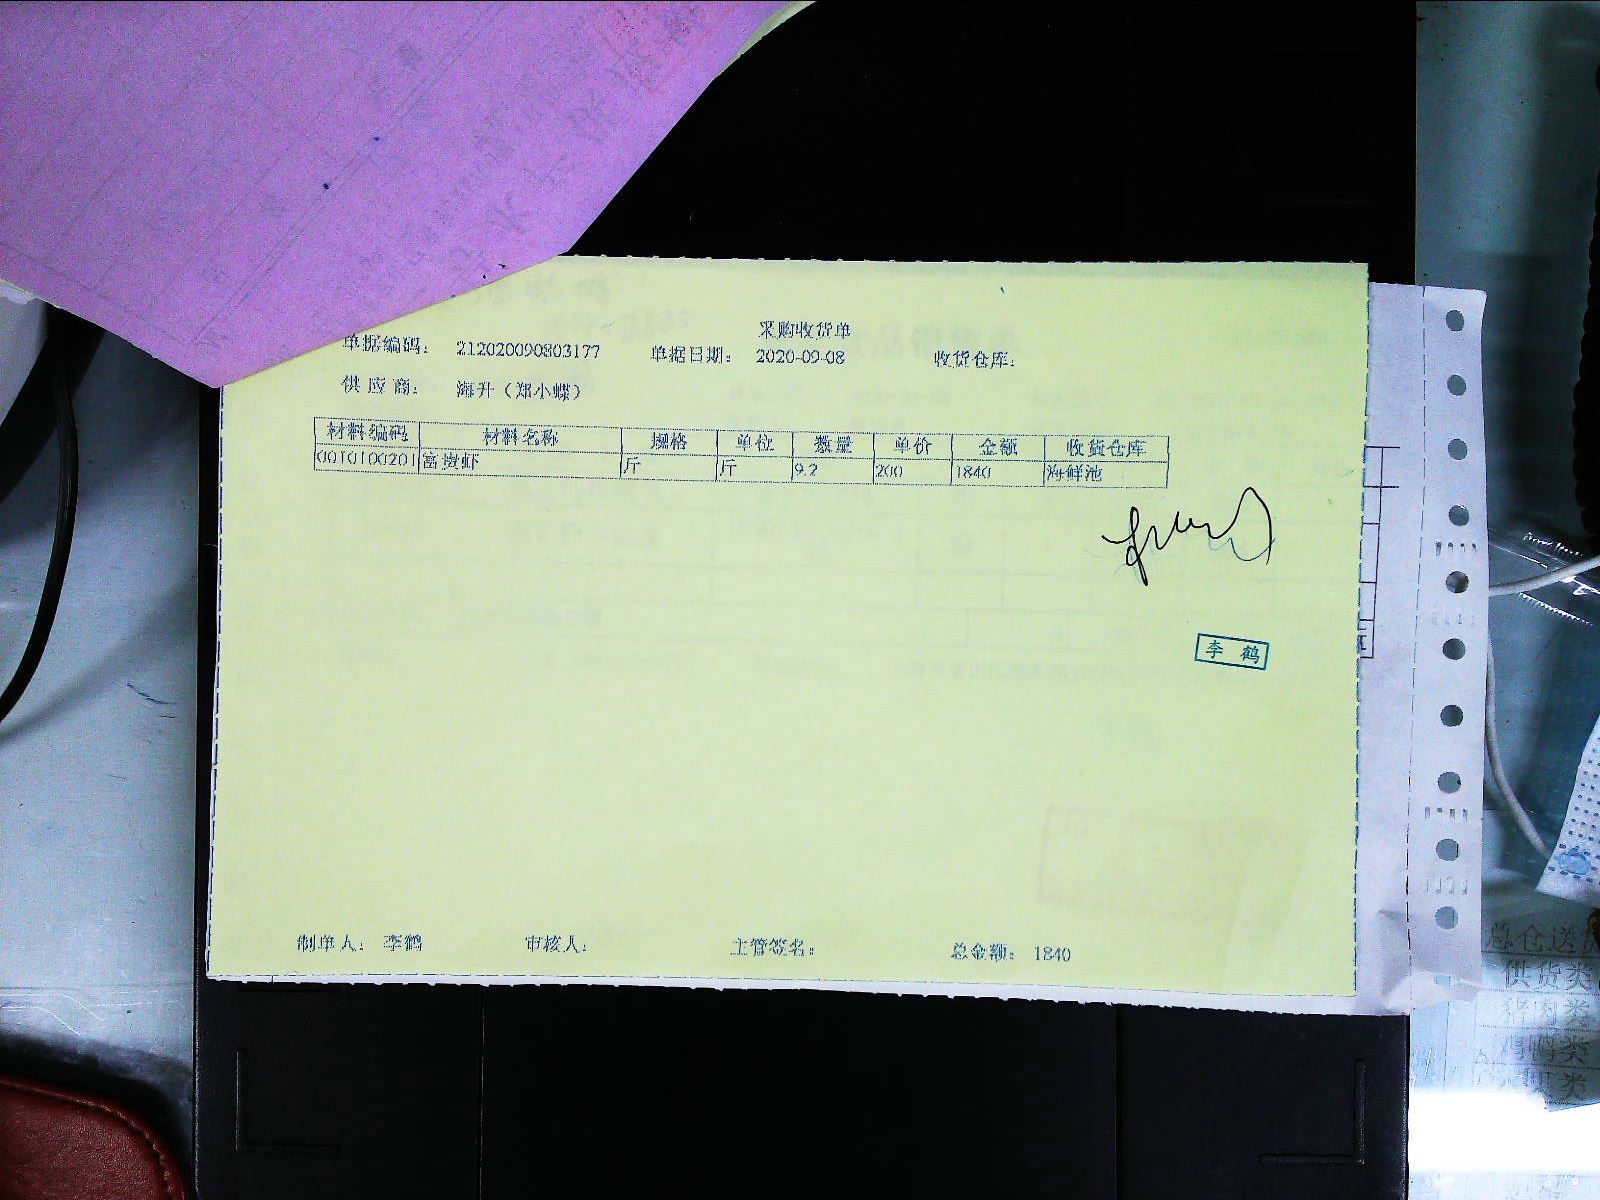 采购收货单
单据编码： 212020090803177 单据日期： 2020-09-08 收货仓库：
供应商： 海升（郑小蝶）
材料编码 材料名称 规格 单位 数量 单价 金额 收货仓库
0010100201 富贵虾 斤 斤 9.2 200 1840 海鲜池
李鹤
制单人： 李鹤 审核人： 主管签名： 总金额： 1840
总仓送
供货类
猪肉类
鸡鸭类